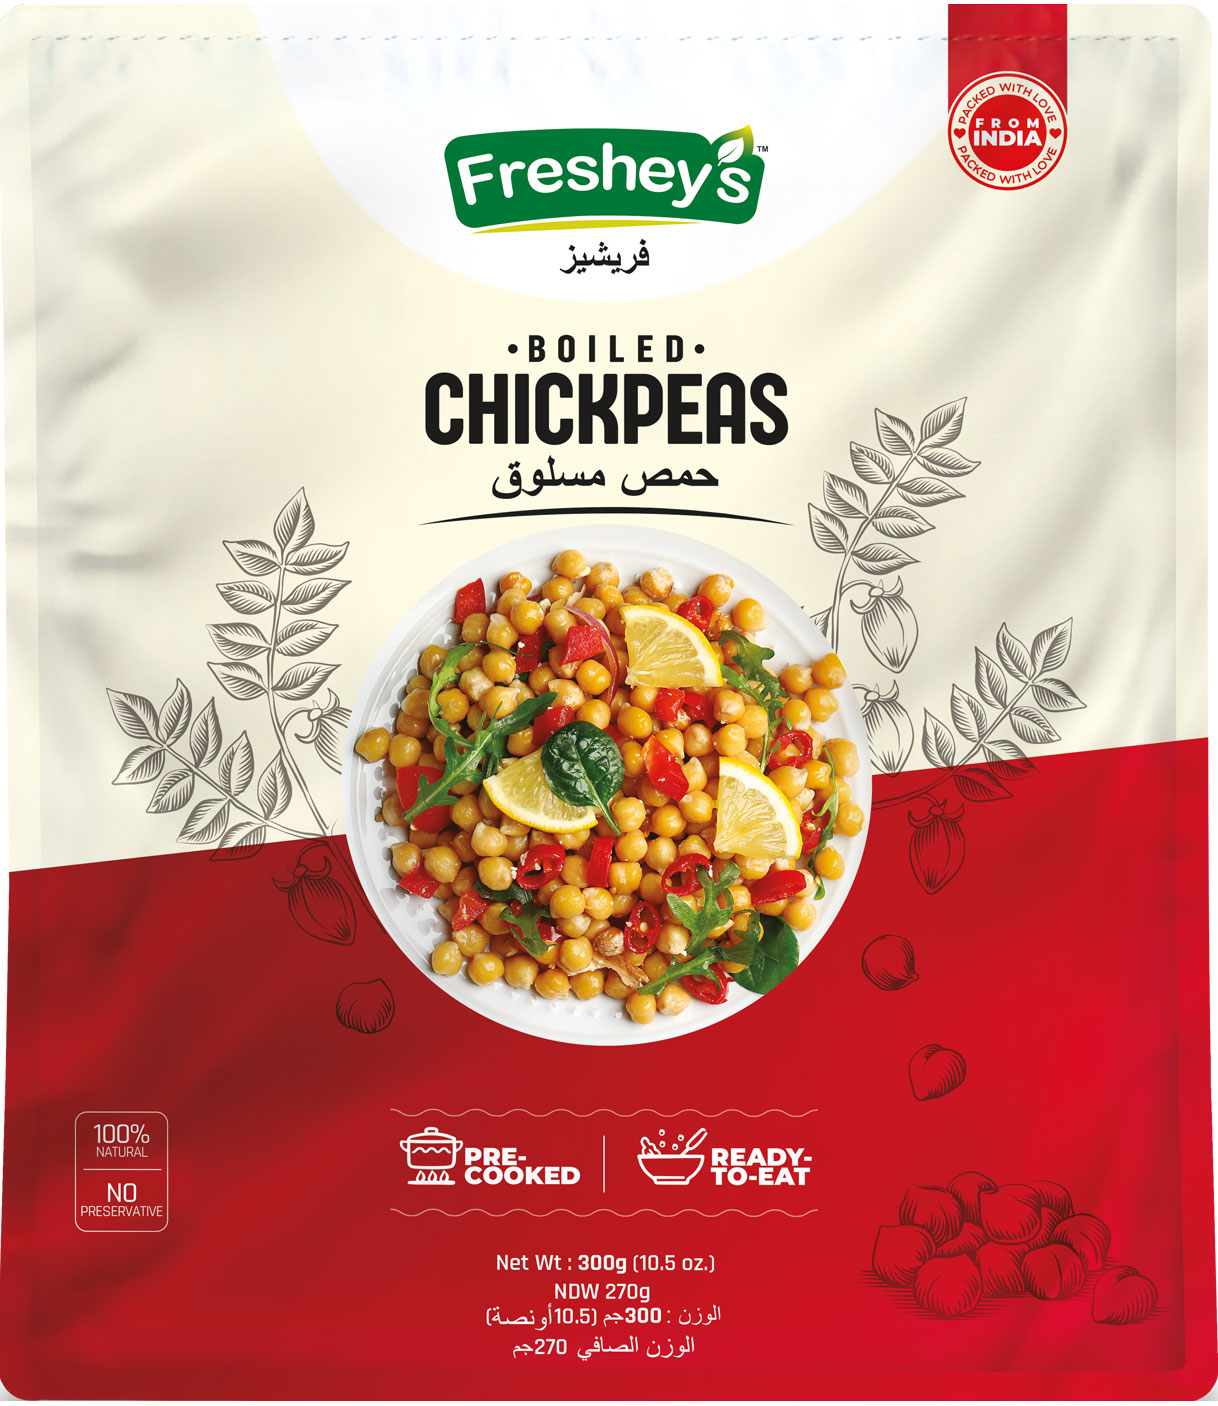 Freshey's™
فريشيز
PACKED WITH LOVE
FROM
INDIA
PACKED WITH LOVE
•BOILED•
CHICKPEAS
حمص مسلوق
100%
NATURAL
NO
PRESERVATIVE
PRE-
COOKED
READY-
TO-EAT
Net Wt : 300g (10.5 oz.)
NDW 270g
الوزن : 300جم (10.5أونصة)
الوزن الصافي 270جم